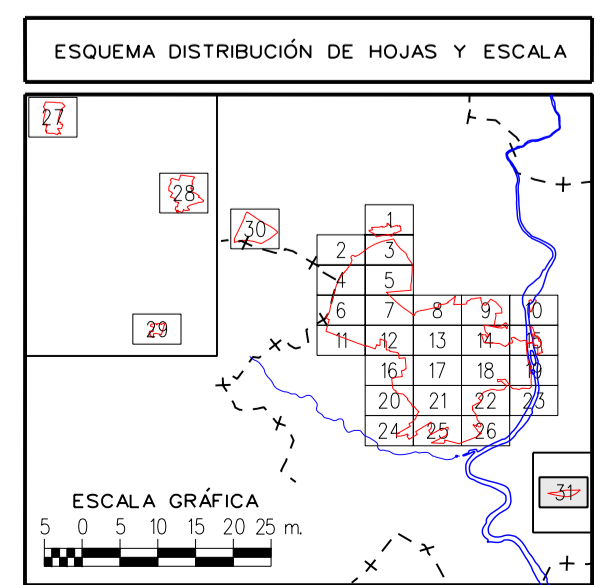 ESQUEMA DISTRIBUCIÓN DE HOJAS Y ESCALA
27
28
1
30
2 3
4 5
6 7 8 9 10
29
11 12 13 14 15
16 17 18 19
20 21 22 23
24 25 26
31
ESCALA GRÁFICA
5 0 5 10 15 20 25 m.